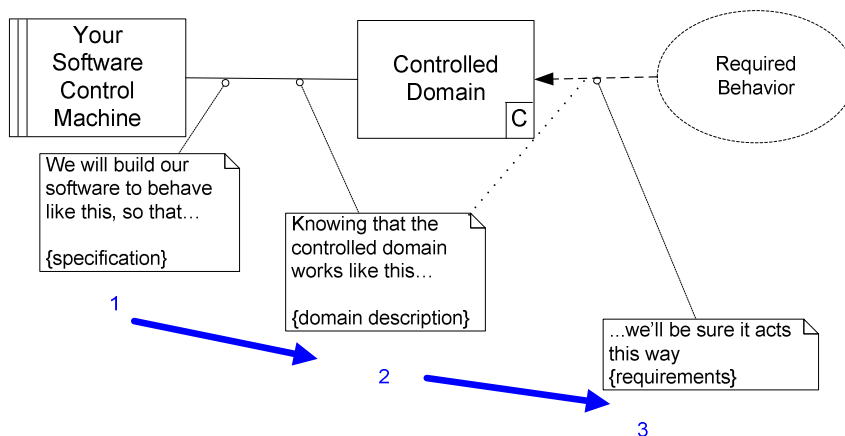 Your
Software
Control
Machine
Controlled
Domain
C
Required
Behavior
We will build our
software to behave
like this, so that…
{specification}
Knowing that the
controlled domain
works like this…
{domain description}
...we'll be sure it acts
this way
{requirements}
1
2
3